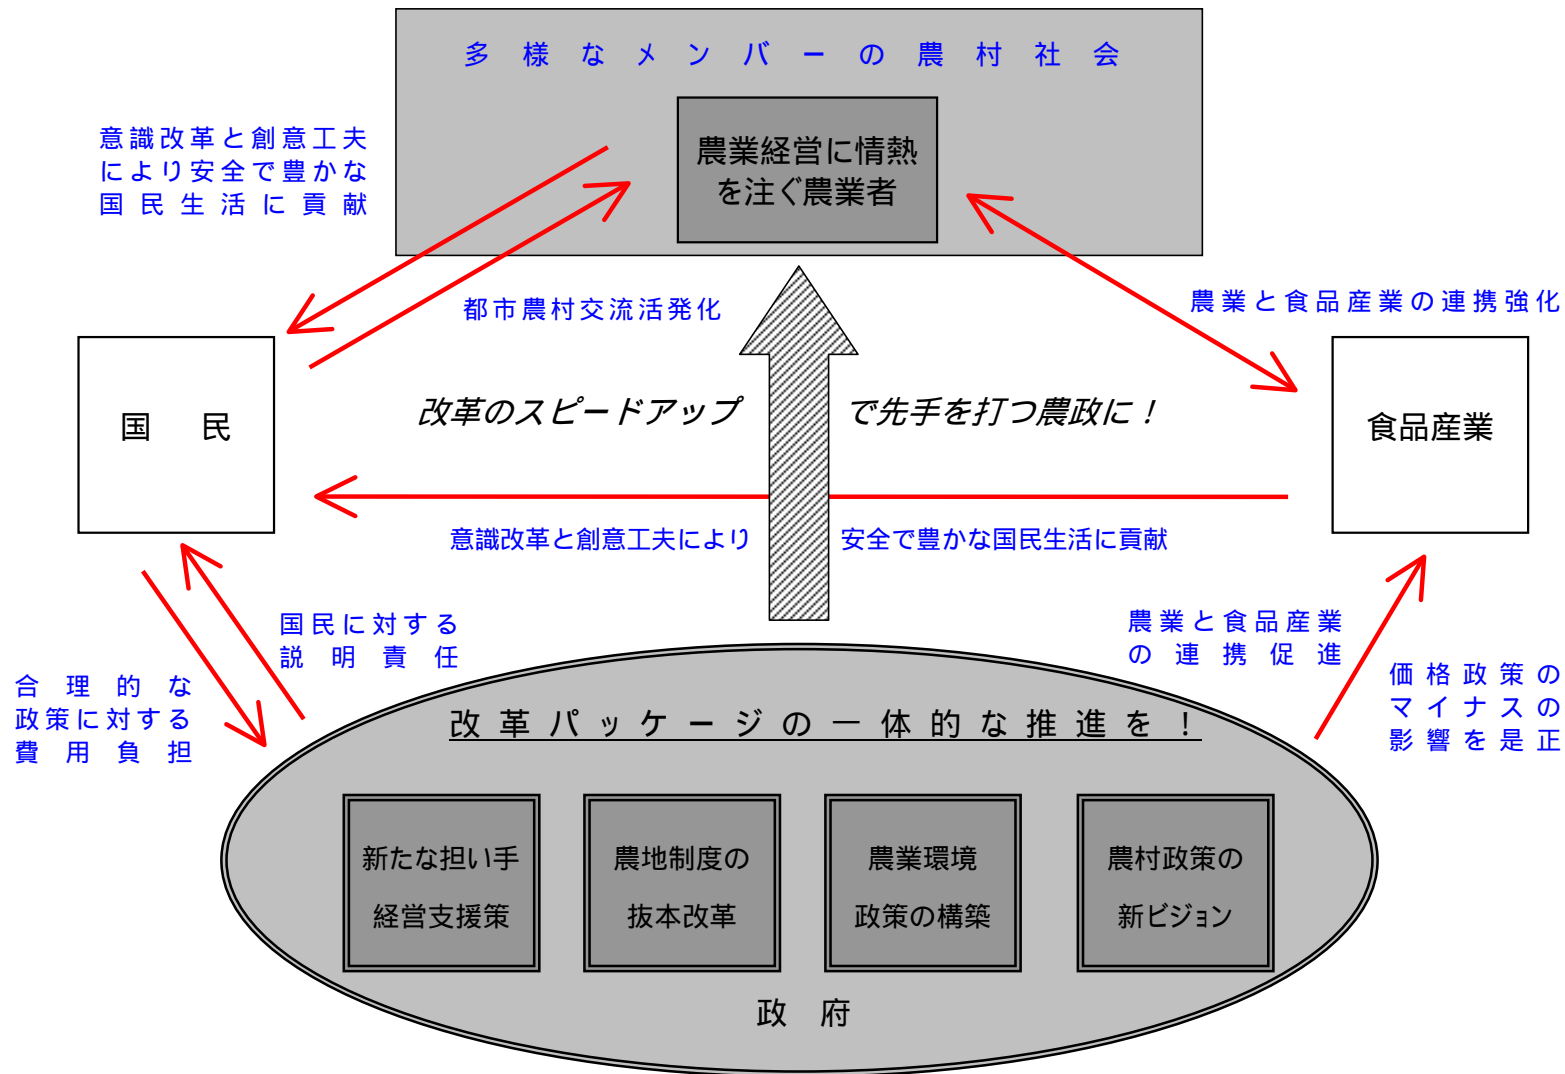 多様なメンバーの農村社会
農業経営に情熱
を注ぐ農業者
意識改革と創意工夫
により安全で豊かな
国民生活に貢献
都市農村交流活発化
農業と食品産業の連携強化
国　民
改革のスピードアップ　で先手を打つ農政に！
食品産業
意識改革と創意工夫により　安全で豊かな国民生活に貢献
国民に対する
説明責任
農業と食品産業
の連携促進
合理的な
政策に対する
費用負担
価格政策の
マイナスの
影響を是正
改革パッケージの一体的な推進を！
新たな担い手
経営支援策
農地制度の
抜本改革
農業環境
政策の構築
農村政策の
新ビジョン
政　府